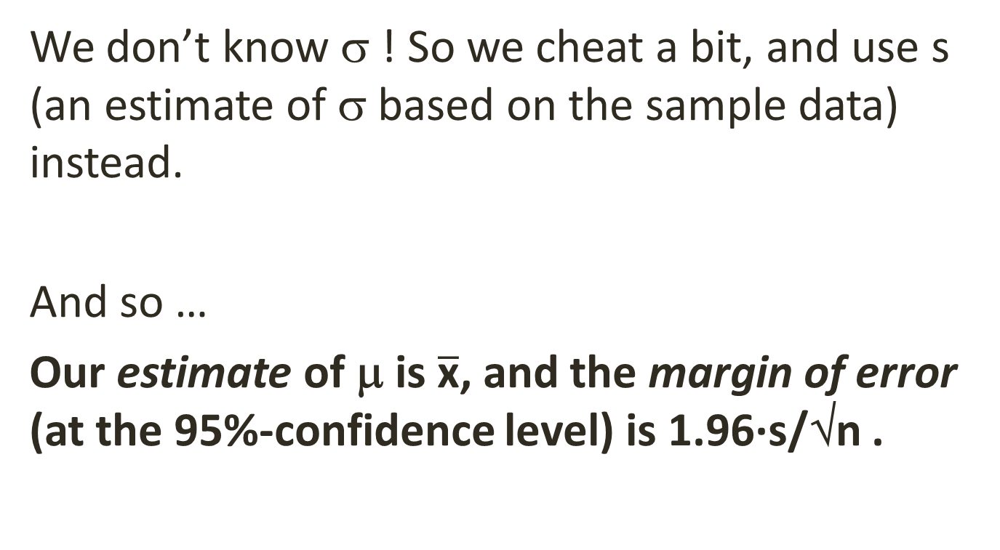 We don’t know σ ! So we cheat a bit, and use s
(an estimate of σ based on the sample data)
instead.
And so …
Our estimate of μ is x̅, and the margin of error
(at the 95%-confidence level) is 1.96·s/√n .